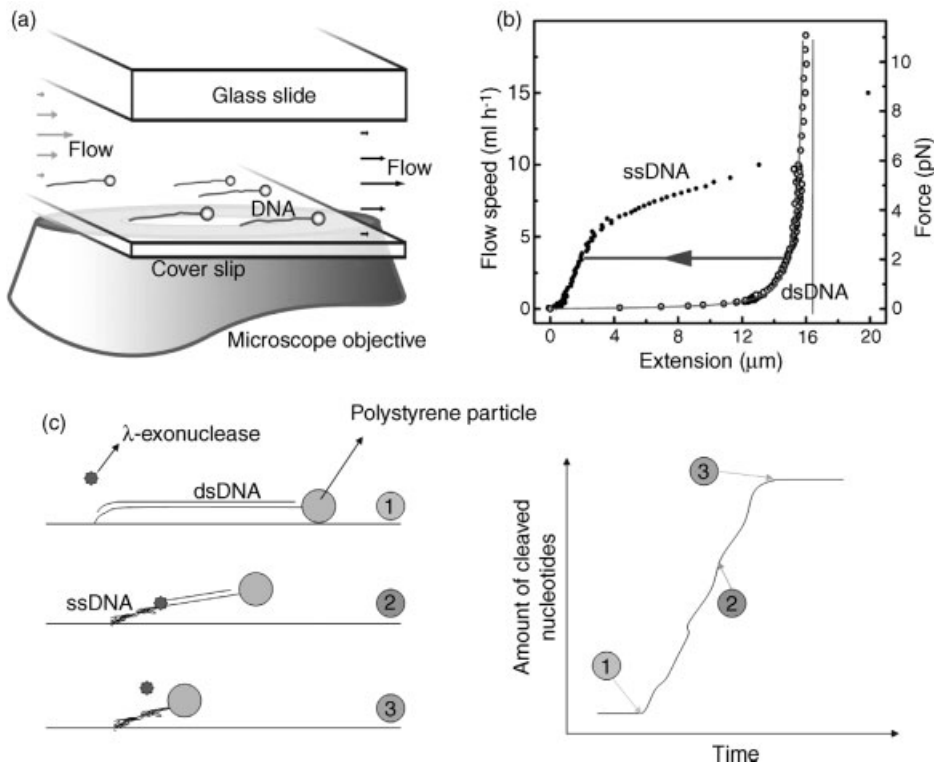 (a)
Glass slide
Flow
Flow
DNA
Cover slip
Microscope objective
(b)
Flow speed (ml h⁻¹)
15
10
5
0
ssDNA
dsDNA
10
8
6
4
2
0
Force (pN)
0 4 8 12 16 20
Extension (μm)
(c)
Polystyrene particle
λ-exonuclease
dsDNA
1
ssDNA
2
3
Amount of cleaved
nucleotides
3
2
1
Time